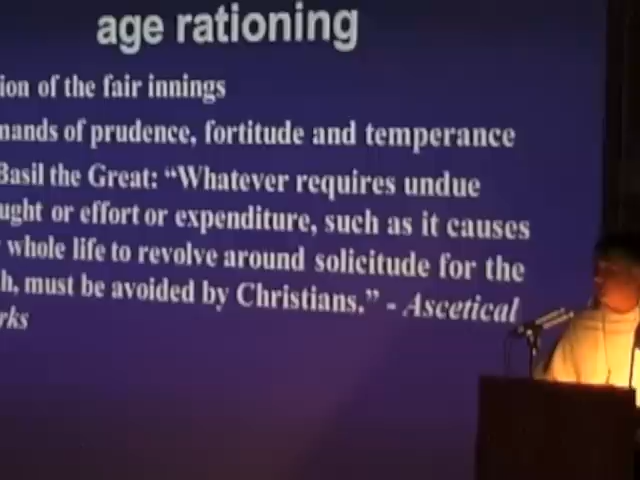 age rationing
ion of the fair innings
mands of prudence, fortitude and temperance
Basil the Great: “Whatever requires undue
ught or effort or expenditure, such as it causes
whole life to revolve around solicitude for the
h, must be avoided by Christians.” - Ascetical
rks